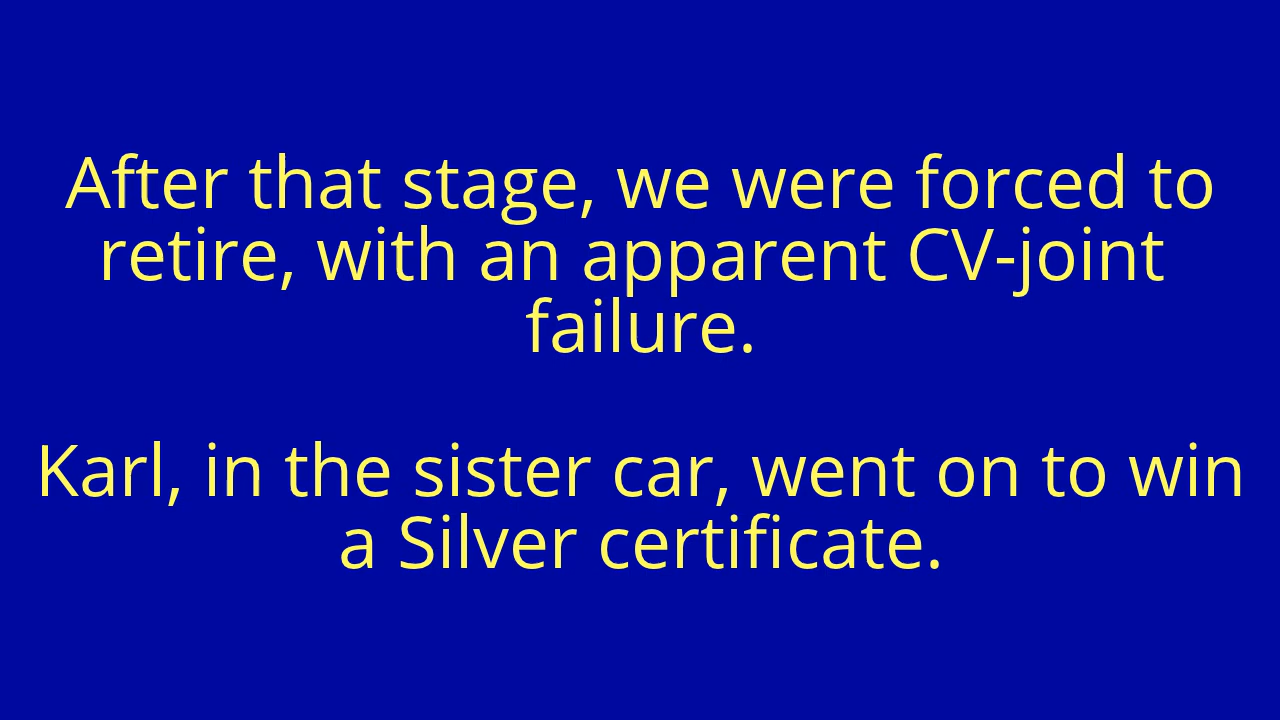 After that stage, we were forced to
retire, with an apparent CV-joint
failure.
Karl, in the sister car, went on to win
a Silver certificate.